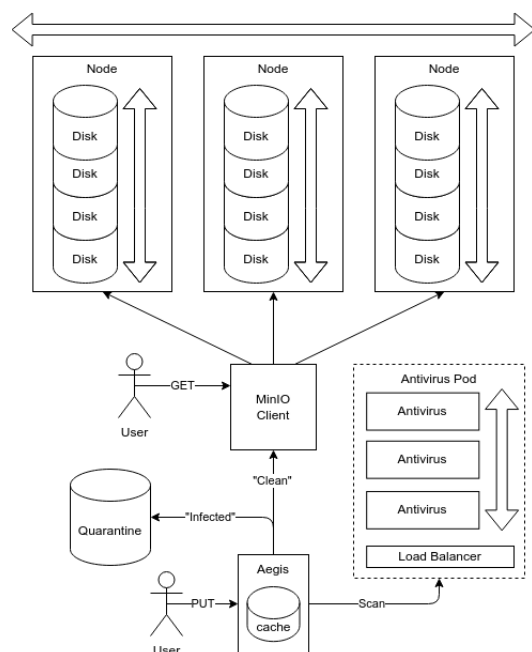 Node
Node
Node
Disk
Disk
Disk
Disk
Disk
Disk
Disk
Disk
Disk
Disk
Disk
Disk
GET
User
MinIO
Client
Antivirus Pod
Antivirus
Antivirus
Antivirus
Load Balancer
"Clean"
"Infected"
Quarantine
Aegis
cache
PUT
User
Scan